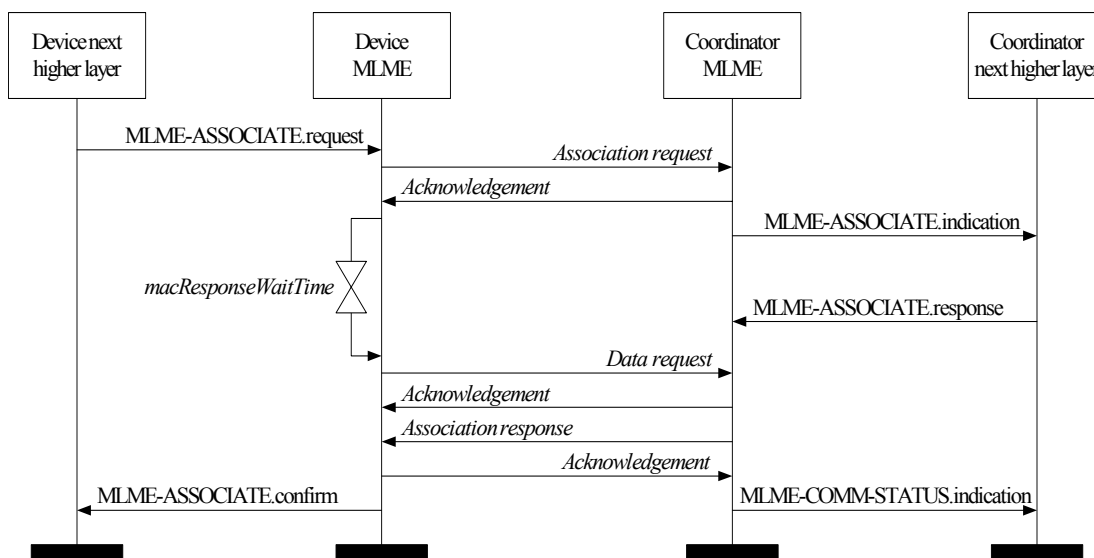 Device next
higher layer
Device
MLME
Coordinator
MLME
Coordinator
next higher layer
MLME-ASSOCIATE.request
Association request
Acknowledgement
MLME-ASSOCIATE.indication
macResponseWaitTime
MLME-ASSOCIATE.response
Data request
Acknowledgement
Association response
Acknowledgement
MLME-ASSOCIATE.confirm
MLME-COMM-STATUS.indication